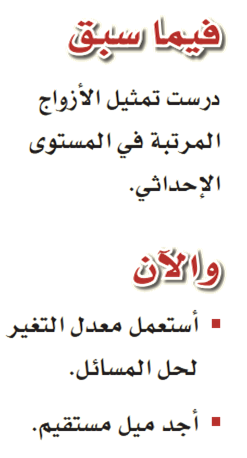 فيما سبق
درست تمثيل الأزواج
المرتبة في المستوى
الإحداثي.
والآن
▪ أستعمل معدل التغير
لحل المسائل.
▪ أجد ميل مستقيم.